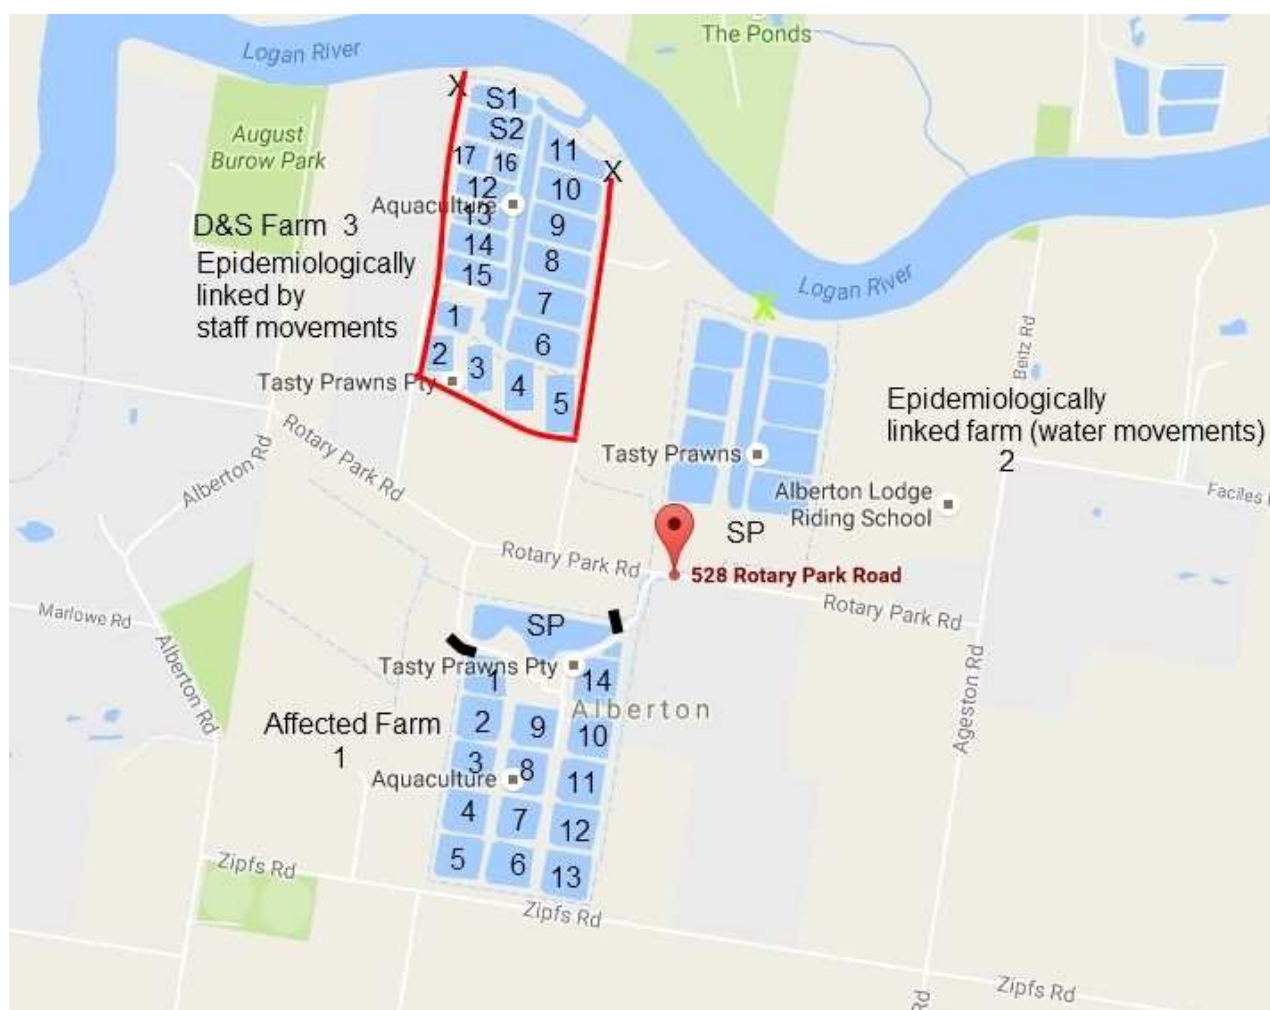 The Ponds
Logan River
X
S1
S2
August
Burow Park
17
16
11
X
12
10
Aquaculture
13
D&S Farm 3
9
14
Epidemiologically
linked by
staff movements
8
15
Logan River
X
7
1
6
2
3
4
5
Tasty Prawns Pty
Beitz Rd
Epidemiologically
linked farm (water movements)
2
Rotary Park Rd
Alberton Rd
Tasty Prawns
Alberton Lodge
Riding School
Faciles
SP
Rotary Park Rd
528 Rotary Park Road
Rotary Park Rd
Marlowe Rd
SP
Tasty Prawns Pty
1
14
Alberton
Alberton Rd
Ageston Rd
Affected Farm
1
2
9
10
3
8
Aquaculture
11
4
7
12
5
6
13
Zipfs Rd
Zipfs Rd
Zipfs Rd
Rd